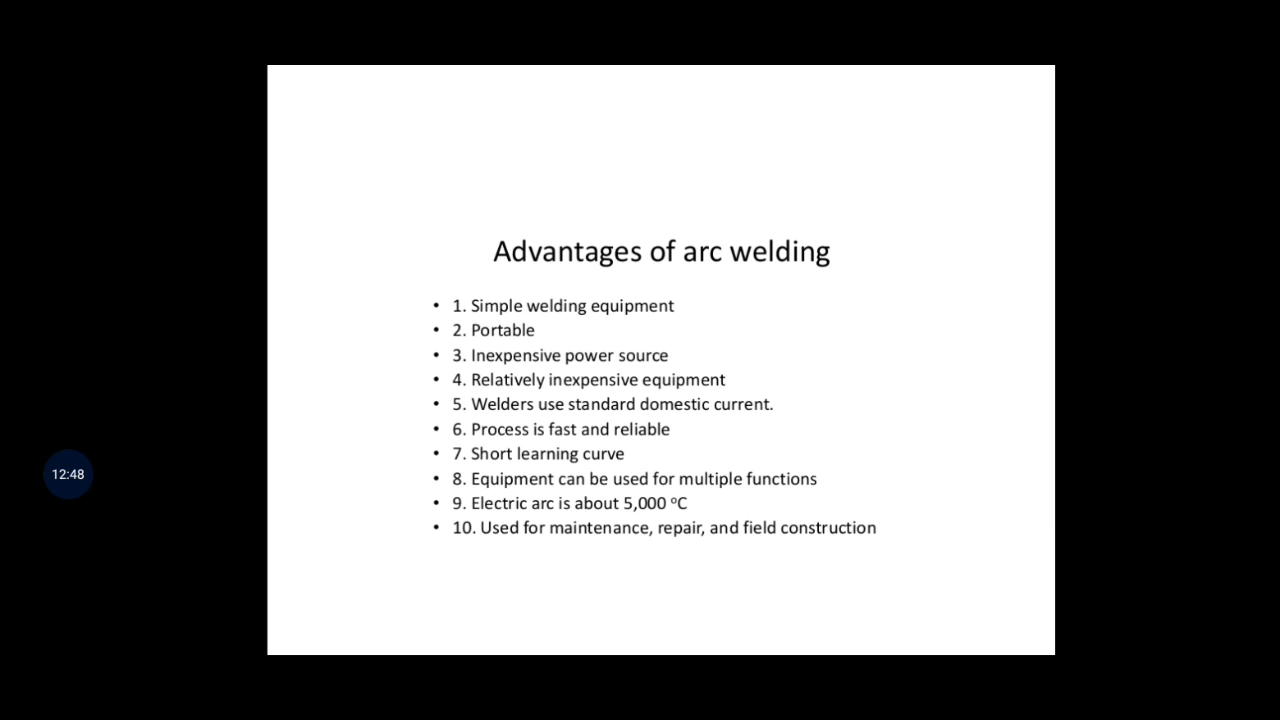 Advantages of arc welding
• 1. Simple welding equipment
• 2. Portable
• 3. Inexpensive power source
• 4. Relatively inexpensive equipment
• 5. Welders use standard domestic current.
• 6. Process is fast and reliable
• 7. Short learning curve
• 8. Equipment can be used for multiple functions
• 9. Electric arc is about 5,000 ºC
• 10. Used for maintenance, repair, and field construction
12:48